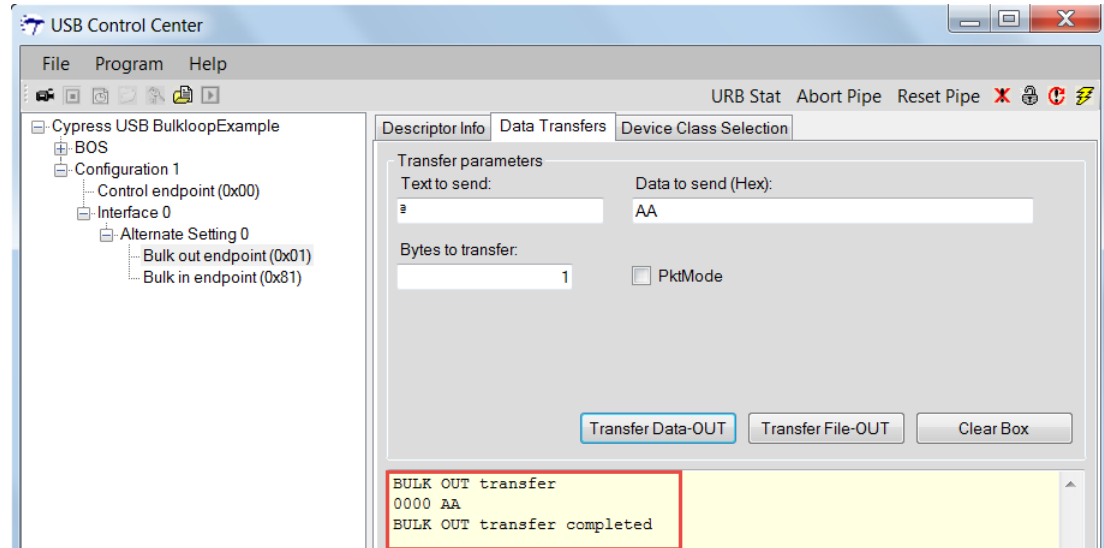 USB Control Center
File Program Help
URB Stat Abort Pipe Reset Pipe
Cypress USB BulkloopExample
BOS
Configuration 1
Control endpoint (0x00)
Interface 0
Alternate Setting 0
Bulk out endpoint (0x01)
Bulk in endpoint (0x81)
Descriptor Info Data Transfers Device Class Selection
Transfer parameters
Text to send: Data to send (Hex):
ª AA
Bytes to transfer:
1 PktMode
Transfer Data-OUT Transfer File-OUT Clear Box
BULK OUT transfer
0000 AA
BULK OUT transfer completed